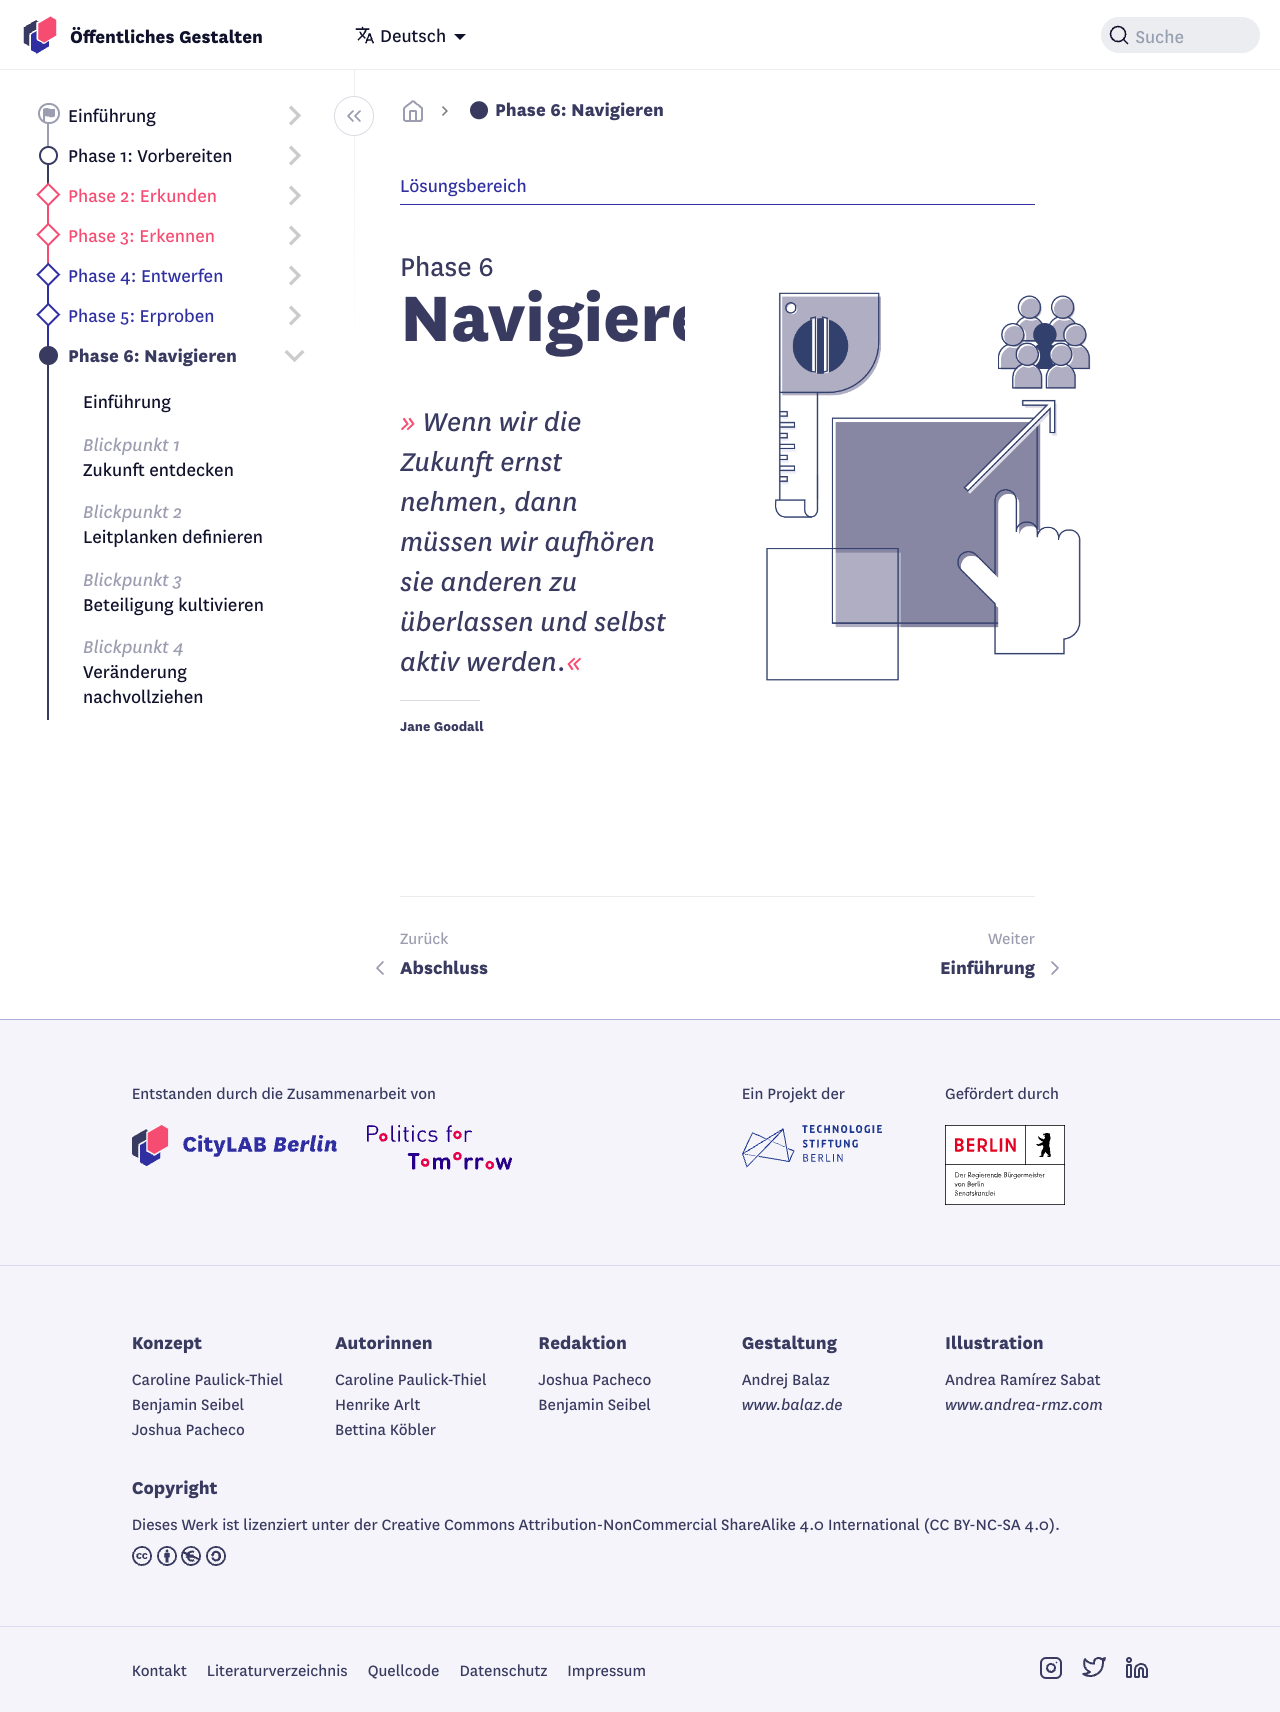 Öffentliches Gestalten
Deutsch
Suche
Einführung
Phase 1: Vorbereiten
Phase 2: Erkunden
Phase 3: Erkennen
Phase 4: Entwerfen
Phase 5: Erproben
Phase 6: Navigieren
Einführung
Blickpunkt 1
Zukunft entdecken
Blickpunkt 2
Leitplanken definieren
Blickpunkt 3
Beteiligung kultivieren
Blickpunkt 4
Veränderung
nachvollziehen
Phase 6: Navigieren
Lösungsbereich
Phase 6
Navigiere
» Wenn wir die
Zukunft ernst
nehmen, dann
müssen wir aufhören
sie anderen zu
überlassen und selbst
aktiv werden.«
Jane Goodall
Zurück
Abschluss
Weiter
Einführung
Entstanden durch die Zusammenarbeit von
CityLAB Berlin
Politics for
Tomorrow
Ein Projekt der
TECHNOLOGIE
STIFTUNG
BERLIN
Gefördert durch
BERLIN
Der Regierende Bürgermeister
von Berlin
Senatskanzlei
Konzept
Caroline Paulick-Thiel
Benjamin Seibel
Joshua Pacheco
Autorinnen
Caroline Paulick-Thiel
Henrike Arlt
Bettina Köbler
Redaktion
Joshua Pacheco
Benjamin Seibel
Gestaltung
Andrej Balaz
www.balaz.de
Illustration
Andrea Ramírez Sabat
www.andrea-rmz.com
Copyright
Dieses Werk ist lizenziert unter der Creative Commons Attribution-NonCommercial ShareAlike 4.0 International (CC BY-NC-SA 4.0).
Kontakt Literaturverzeichnis Quellcode Datenschutz Impressum